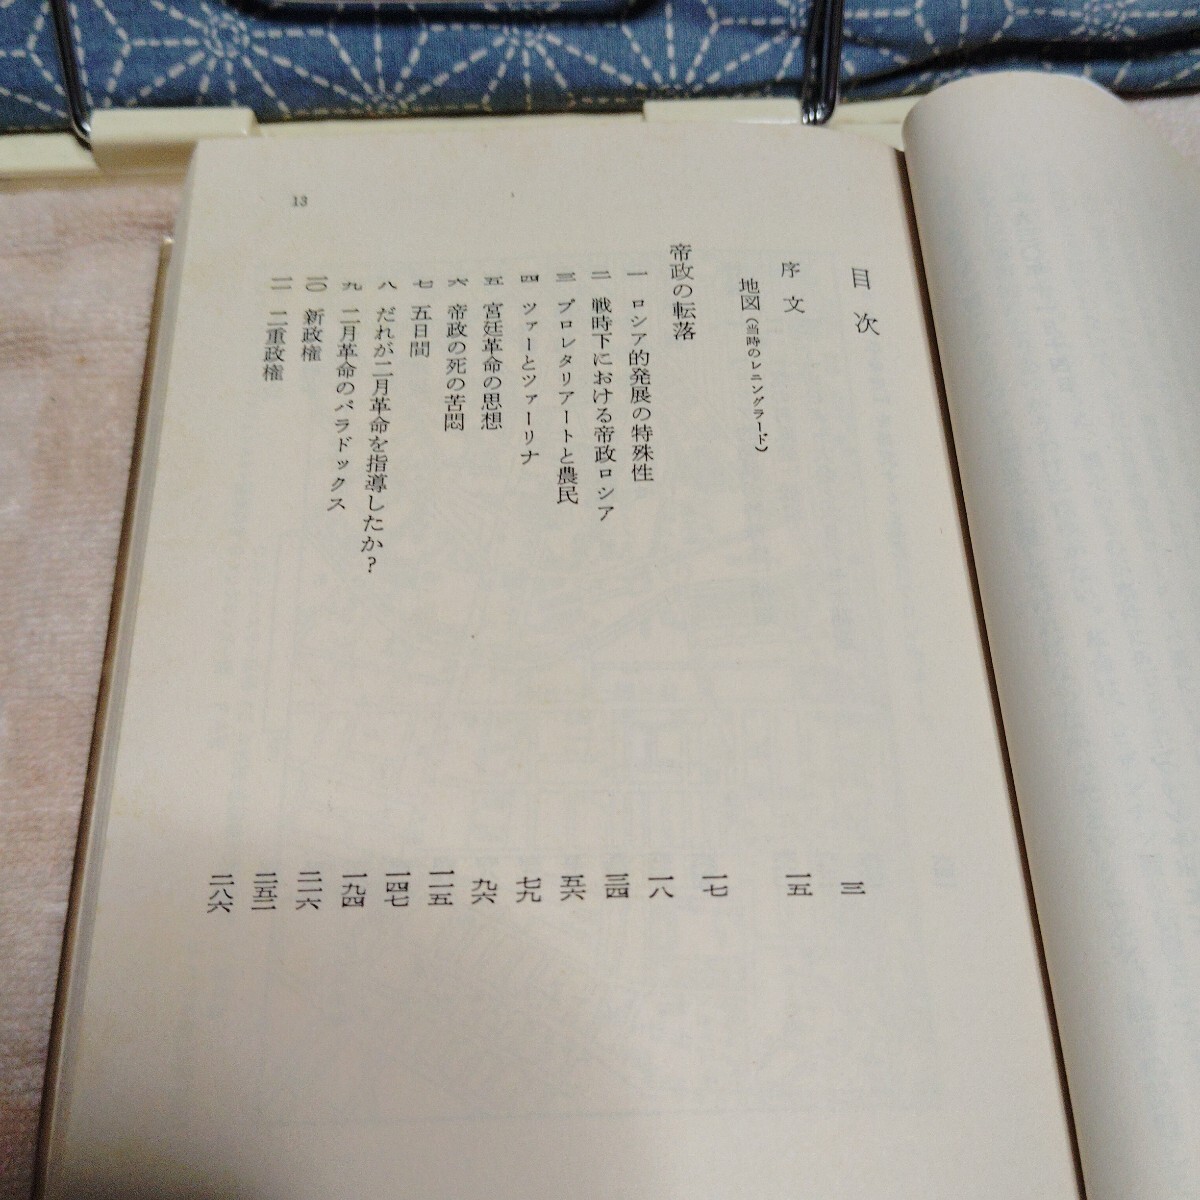 13
目次
序文 三
地図（当時のレニングラード） 一五
帝政の転落 一七
一 ロシア的発展の特殊性 一八
二 戦時下における帝政ロシア 三四
三 プロレタリアートと農民 五六
四 ツァーとツァーリナ 七九
五 宮廷革命の思想 九六
六 帝政の死の苦悶 一一五
七 五日間 一四七
八 だれが二月革命を指導したか？ 一九四
九 二月革命のパラドックス 二一六
一〇 新政権 二五二
一一 二重政権 二八六